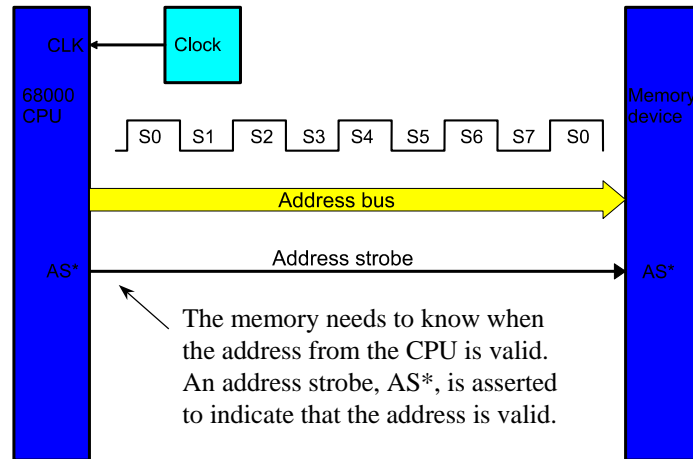 CLK
Clock
68000
CPU
Memory
device
S0 S1 S2 S3 S4 S5 S6 S7 S0
Address bus
AS*
Address strobe
AS*
The memory needs to know when
the address from the CPU is valid.
An address strobe, AS*, is asserted
to indicate that the address is valid.